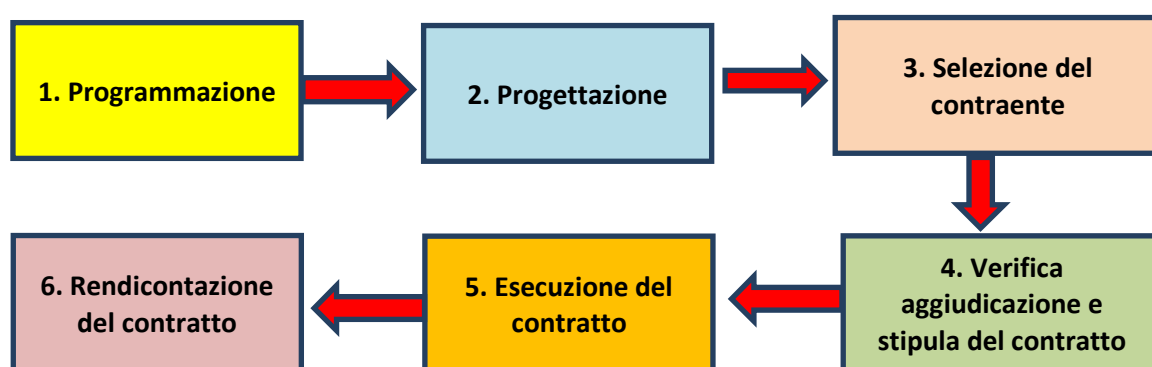 1. Programmazione
2. Progettazione
3. Selezione del
contraente
4. Verifica
aggiudicazione e
stipula del contratto
5. Esecuzione del
contratto
6. Rendicontazione
del contratto